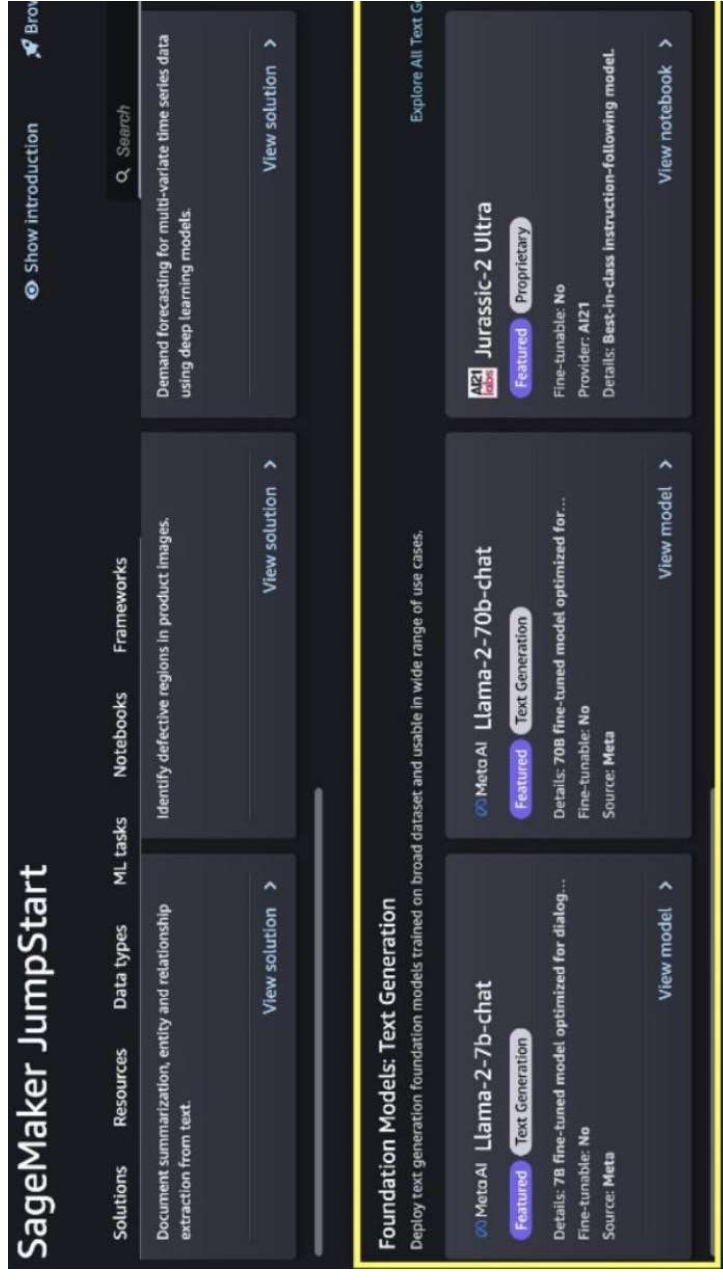 SageMaker JumpStart
Show introduction
Brow
Solutions Resources Data types ML tasks Notebooks Frameworks
Search
Document summarization, entity and relationship
extraction from text.
View solution >
Identify defective regions in product images.
View solution >
Demand forecasting for multi-variate time series data
using deep learning models.
View solution >
Foundation Models: Text Generation
Deploy text generation foundation models trained on broad dataset and usable in wide range of use cases.
Explore All Text G
Meta AI Llama-2-7b-chat
Featured Text Generation
Details: 7B fine-tuned model optimized for dialog...
Fine-tunable: No
Source: Meta
View model >
Meta AI Llama-2-70b-chat
Featured Text Generation
Details: 70B fine-tuned model optimized for...
Fine-tunable: No
Source: Meta
View model >
AI21 labs Jurassic-2 Ultra
Featured Proprietary
Fine-tunable: No
Provider: AI21
Details: Best-in-class instruction-following model.
View notebook >